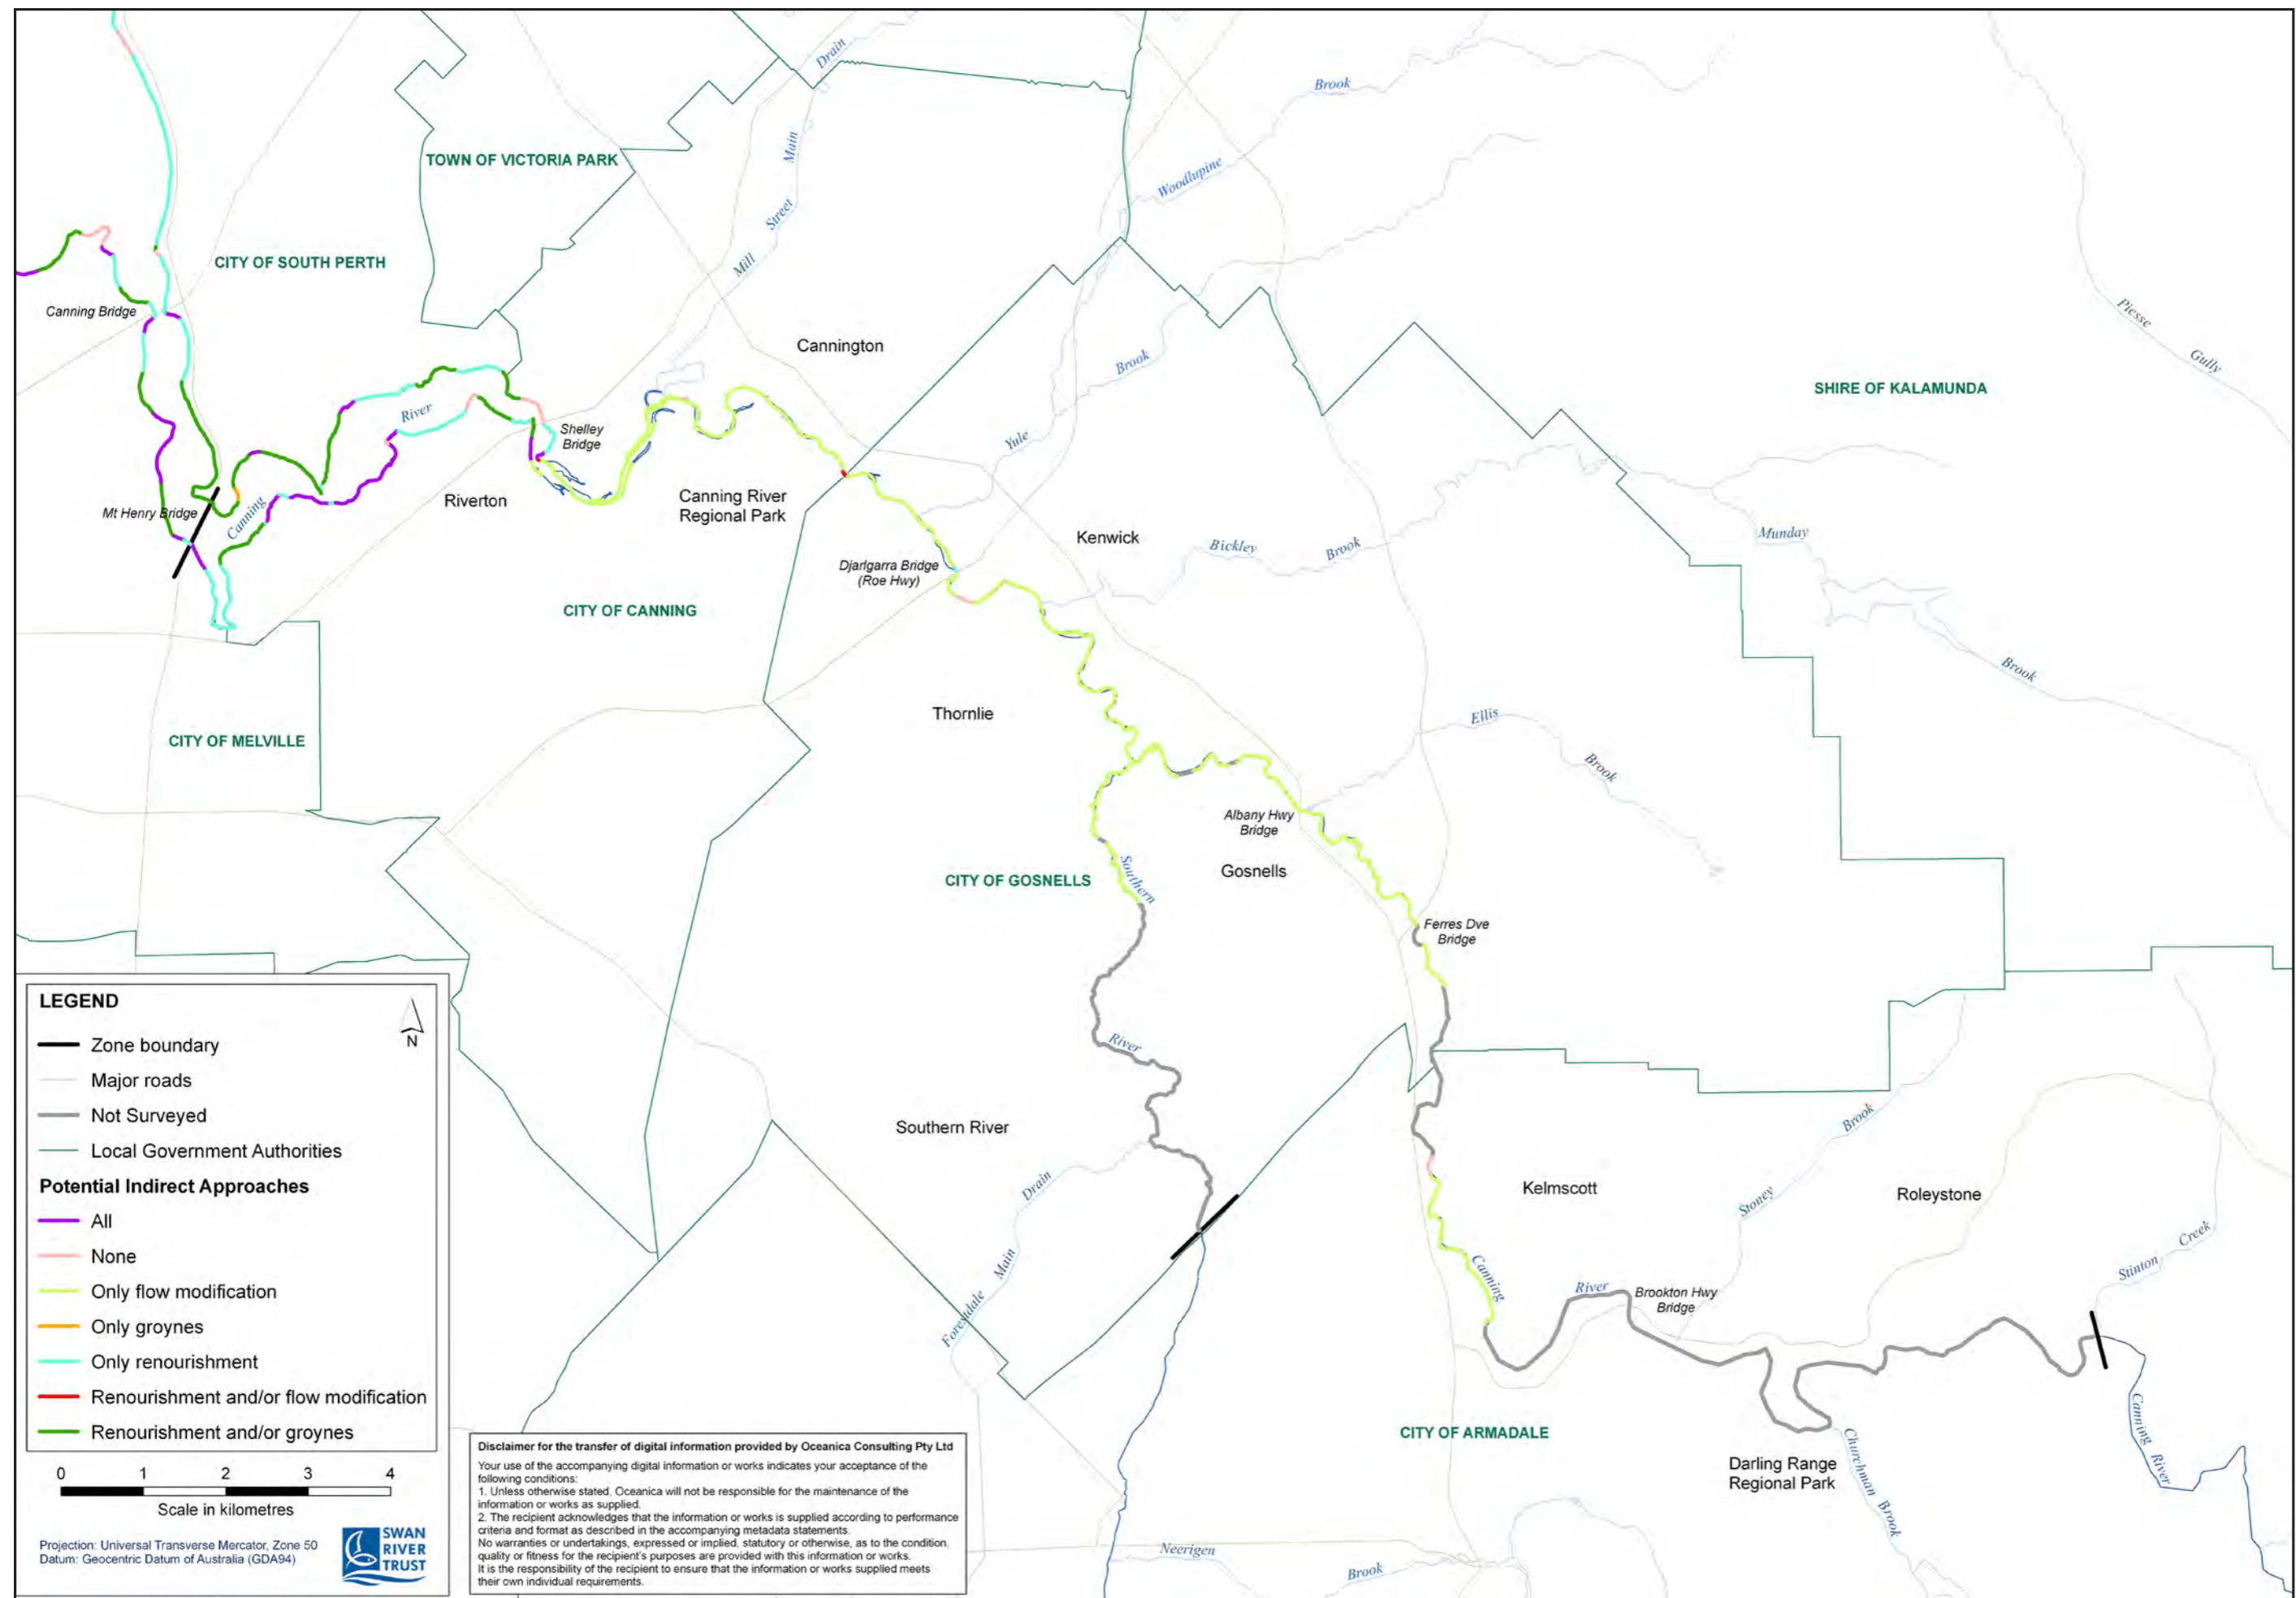 Drain
Brook
Main
TOWN OF VICTORIA PARK
Woodlupine
Street
CITY OF SOUTH PERTH
Mill
Canning Bridge
Piesse
Cannington
Gully
Brook
SHIRE OF KALAMUNDA
River
Shelley
Bridge
Yule
Riverton
Canning River
Regional Park
Mt Henry Bridge
Canning
Kenwick
Munday
Bickley
Brook
Djarlgarra Bridge
(Roe Hwy)
CITY OF CANNING
Brook
Thornlie
Ellis
CITY OF MELVILLE
Brook
Albany Hwy
Bridge
Gosnells
CITY OF GOSNELLS
Southern
Ferres Dve
Bridge
River
Southern River
Brook
Drain
Kelmscott
Stoney
Roleystone
Main
Creek
Stinton
Canning
River
Brookton Hwy
Bridge
Forestdale
CITY OF ARMADALE
Canning River
Darling Range
Regional Park
Churchman Brook
Neerigen
Brook
LEGEND
N
Zone boundary
Major roads
Not Surveyed
Local Government Authorities
Potential Indirect Approaches
All
None
Only flow modification
Only groynes
Only renourishment
Renourishment and/or flow modification
Renourishment and/or groynes
0 1 2 3 4
Scale in kilometres
Projection: Universal Transverse Mercator, Zone 50
Datum: Geocentric Datum of Australia (GDA94)
SWAN
RIVER
TRUST
Disclaimer for the transfer of digital information provided by Oceanica Consulting Pty Ltd
Your use of the accompanying digital information or works indicates your acceptance of the
following conditions:
1. Unless otherwise stated, Oceanica will not be responsible for the maintenance of the
information or works as supplied.
2. The recipient acknowledges that the information or works is supplied according to performance
criteria and format as described in the accompanying metadata statements.
No warranties or undertakings, expressed or implied, statutory or otherwise, as to the condition,
quality or fitness for the recipient's purposes are provided with this information or works.
It is the responsibility of the recipient to ensure that the information or works supplied meets
their own individual requirements.